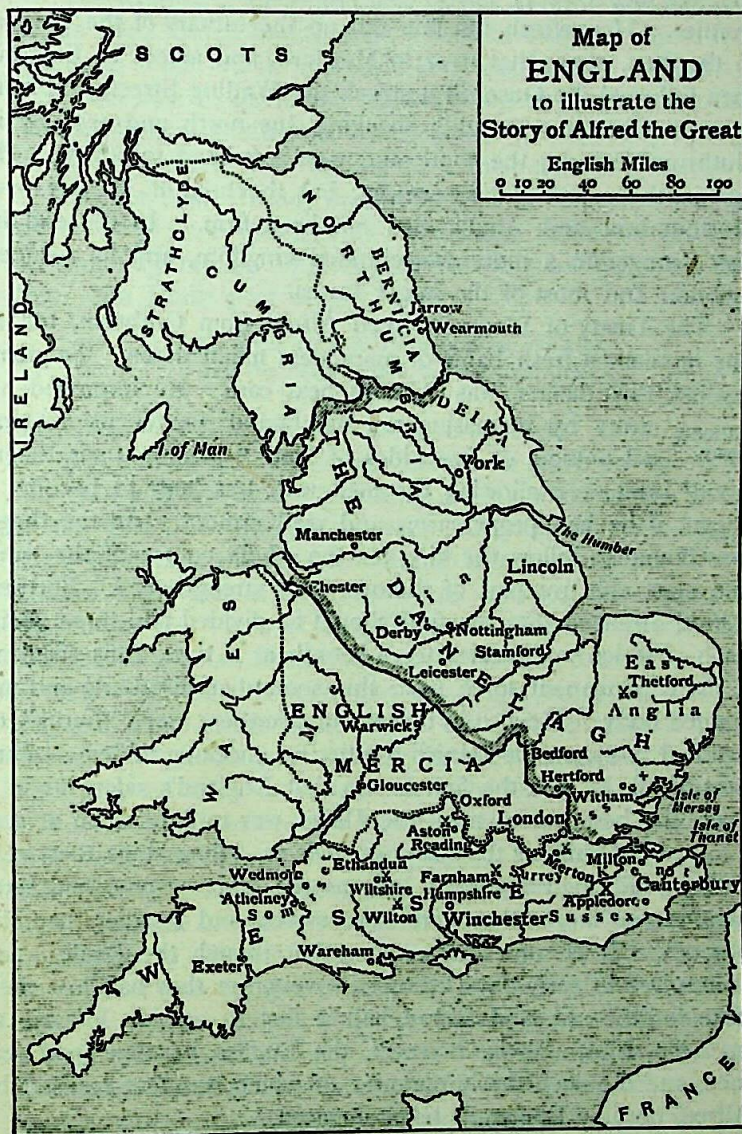 Map of
ENGLAND
to illustrate the
Story of Alfred the Great
English Miles
0 10 20 40 60 80 100
SCOTS
STRATHCLYDE
CUMBRIA
NORTHUMBRIA
BERNICIA
Jarrow
Wearmouth
DEIRA
IRELAND
I. of Man
York
THE
DANELAGH
The Humber
Manchester
Lincoln
Chester
Derby
Nottingham
Stamford
Leicester
East
Thetford
Anglia
WALES
ENGLISH
Warwick
MERCIA
Gloucester
Bedford
Hertford
Witham
Essex
Isle of
Mersey
Isle of
Thanet
Oxford
London
Aston
Reading
Wedmore
Ethandun
Farnham
Surrey
Merton
Milton
Kent
Canterbury
Athelney
Somerset
Wiltshire
Hampshire
Appledore
Wilton
Winchester
Sussex
WESSEX
Wareham
Exeter
FRANCE